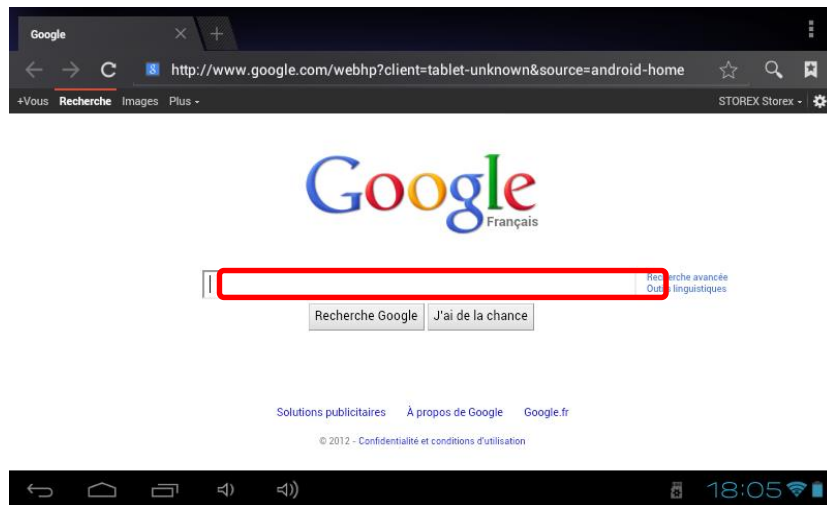 Google
http://www.google.com/webhp?client=tablet-unknown&source=android-home
+Vous Recherche Images Plus STOREX Storex
Google
Français
Recherche avancée
Outils linguistiques
Recherche Google J'ai de la chance
Solutions publicitaires À propos de Google Google.fr
© 2012 - Confidentialité et conditions d'utilisation
18:05